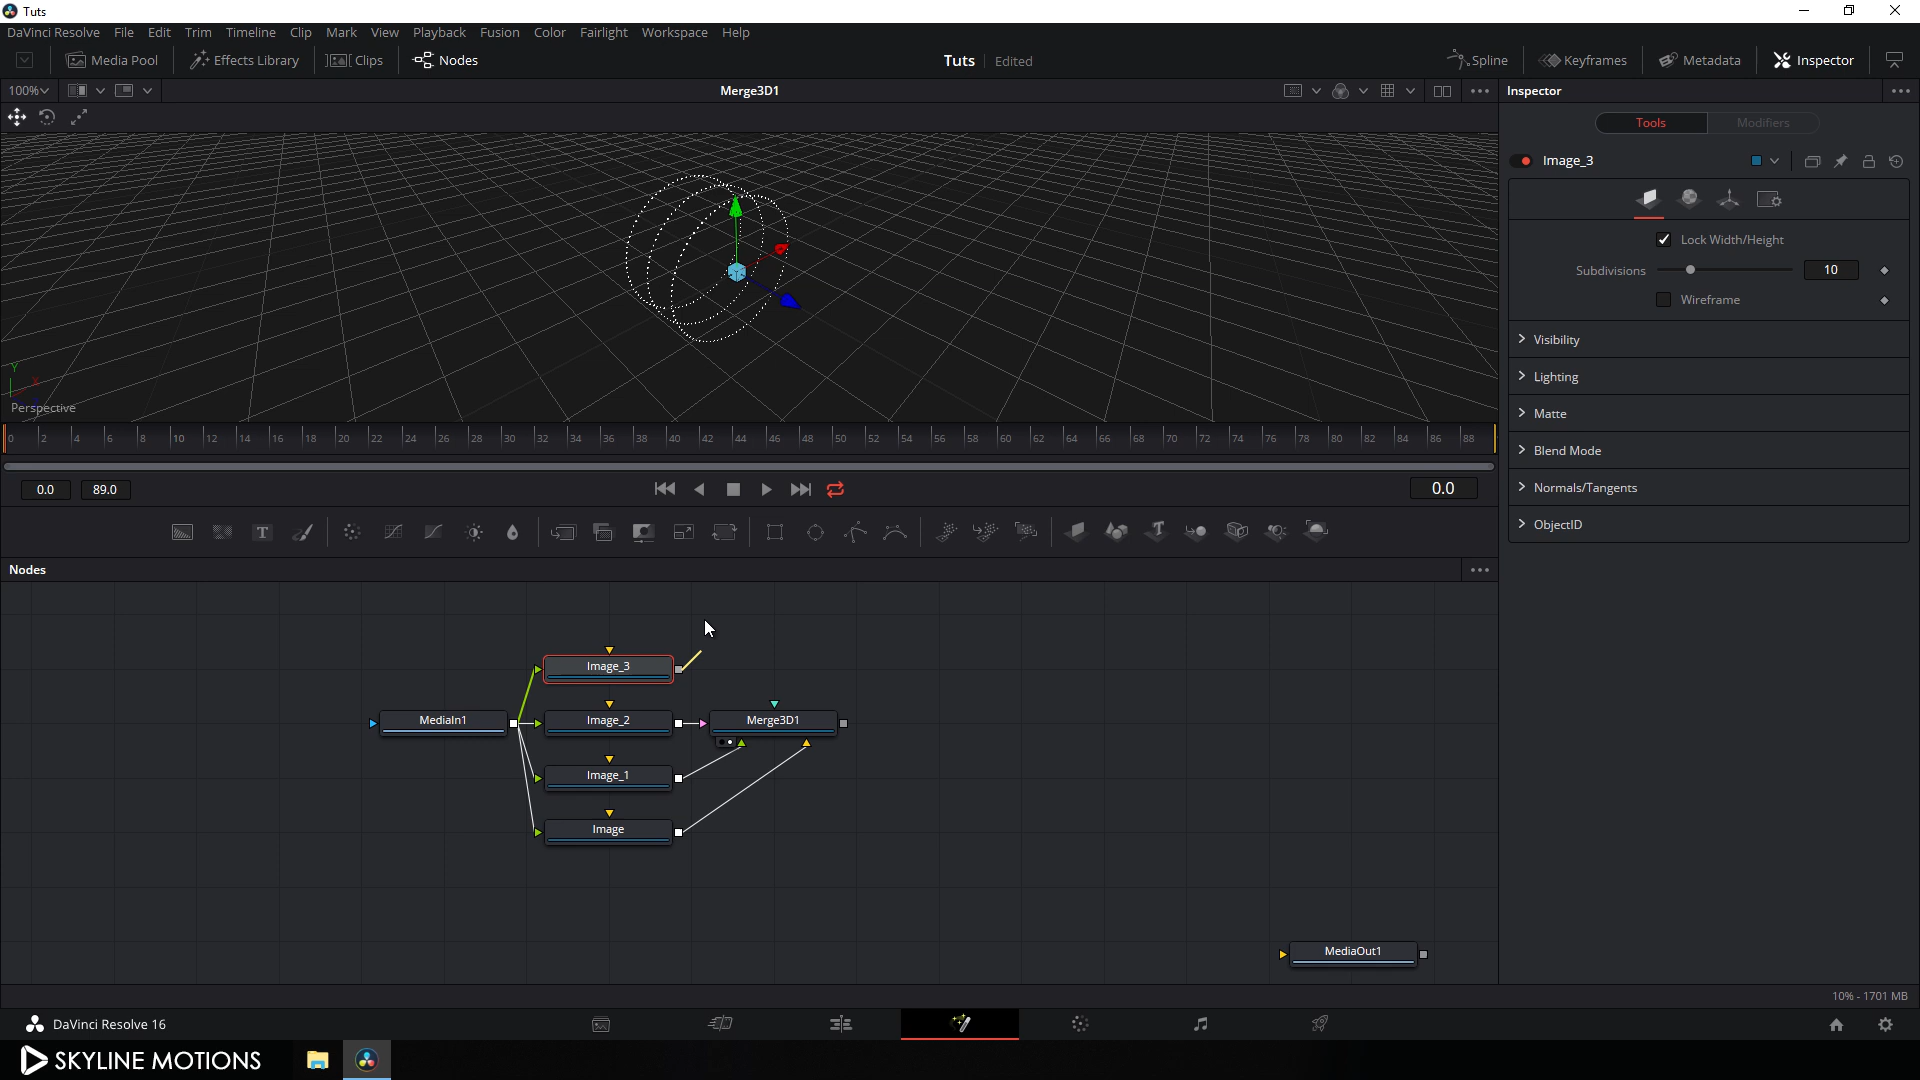 Tuts
DaVinci Resolve File Edit Trim Timeline Clip Mark View Playback Fusion Color Fairlight Workspace Help
Media Pool Effects Library Clips Nodes Tuts Edited Spline Keyframes Metadata Inspector
100% Merge3D1 Inspector
Tools Modifiers
Image_3
Lock Width/Height
Subdivisions 10
Wireframe
Visibility
Lighting
Matte
Blend Mode
Normals/Tangents
ObjectID
Y
X
Perspective
0 2 4 6 8 10 12 14 16 18 20 22 24 26 28 30 32 34 36 38 40 42 44 46 48 50 52 54 56 58 60 62 64 66 68 70 72 74 76 78 80 82 84 86 88
0.0 89.0 0.0
T T
Nodes
Image_3
MediaIn1 Image_2 Merge3D1
Image_1
Image
MediaOut1
10% - 1701 MB
DaVinci Resolve 16
SKYLINE MOTIONS